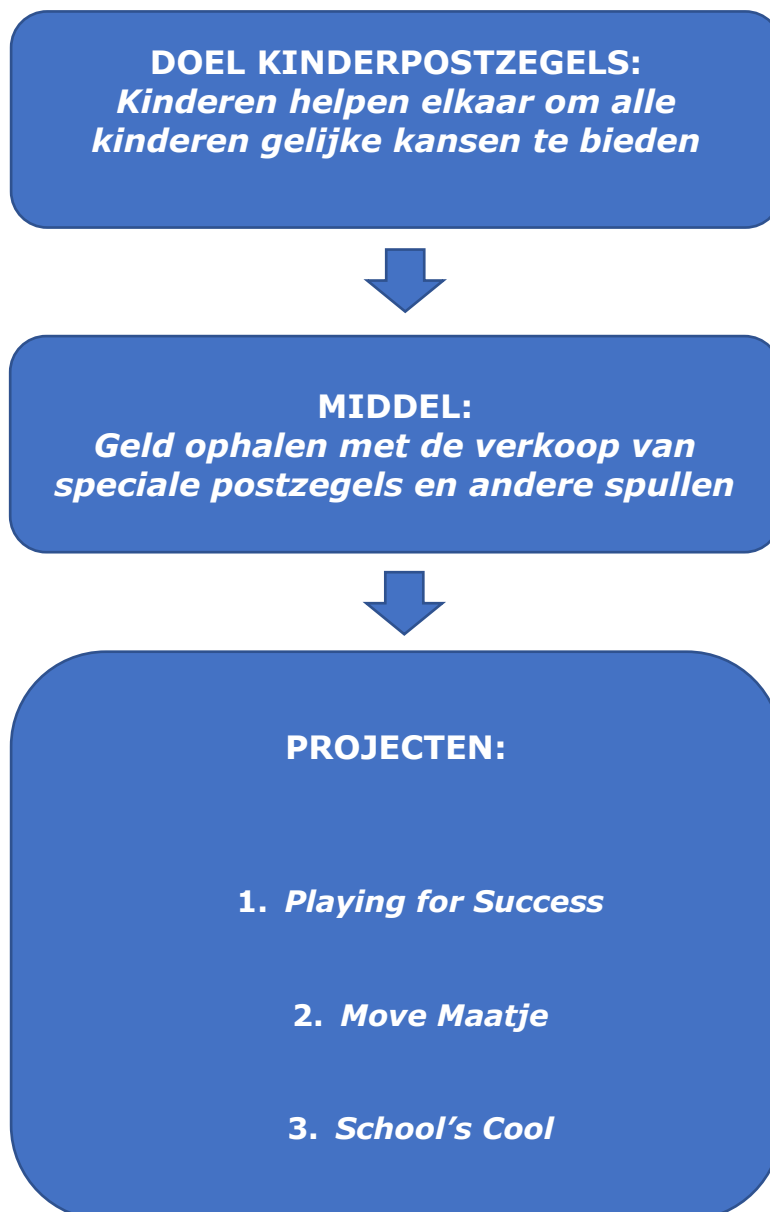 DOEL KINDERPOSTZEGELS:
Kinderen helpen elkaar om alle
kinderen gelijke kansen te bieden
MIDDEL:
Geld ophalen met de verkoop van
speciale postzegels en andere spullen
PROJECTEN:
1. Playing for Success
2. Move Maatje
3. School’s Cool